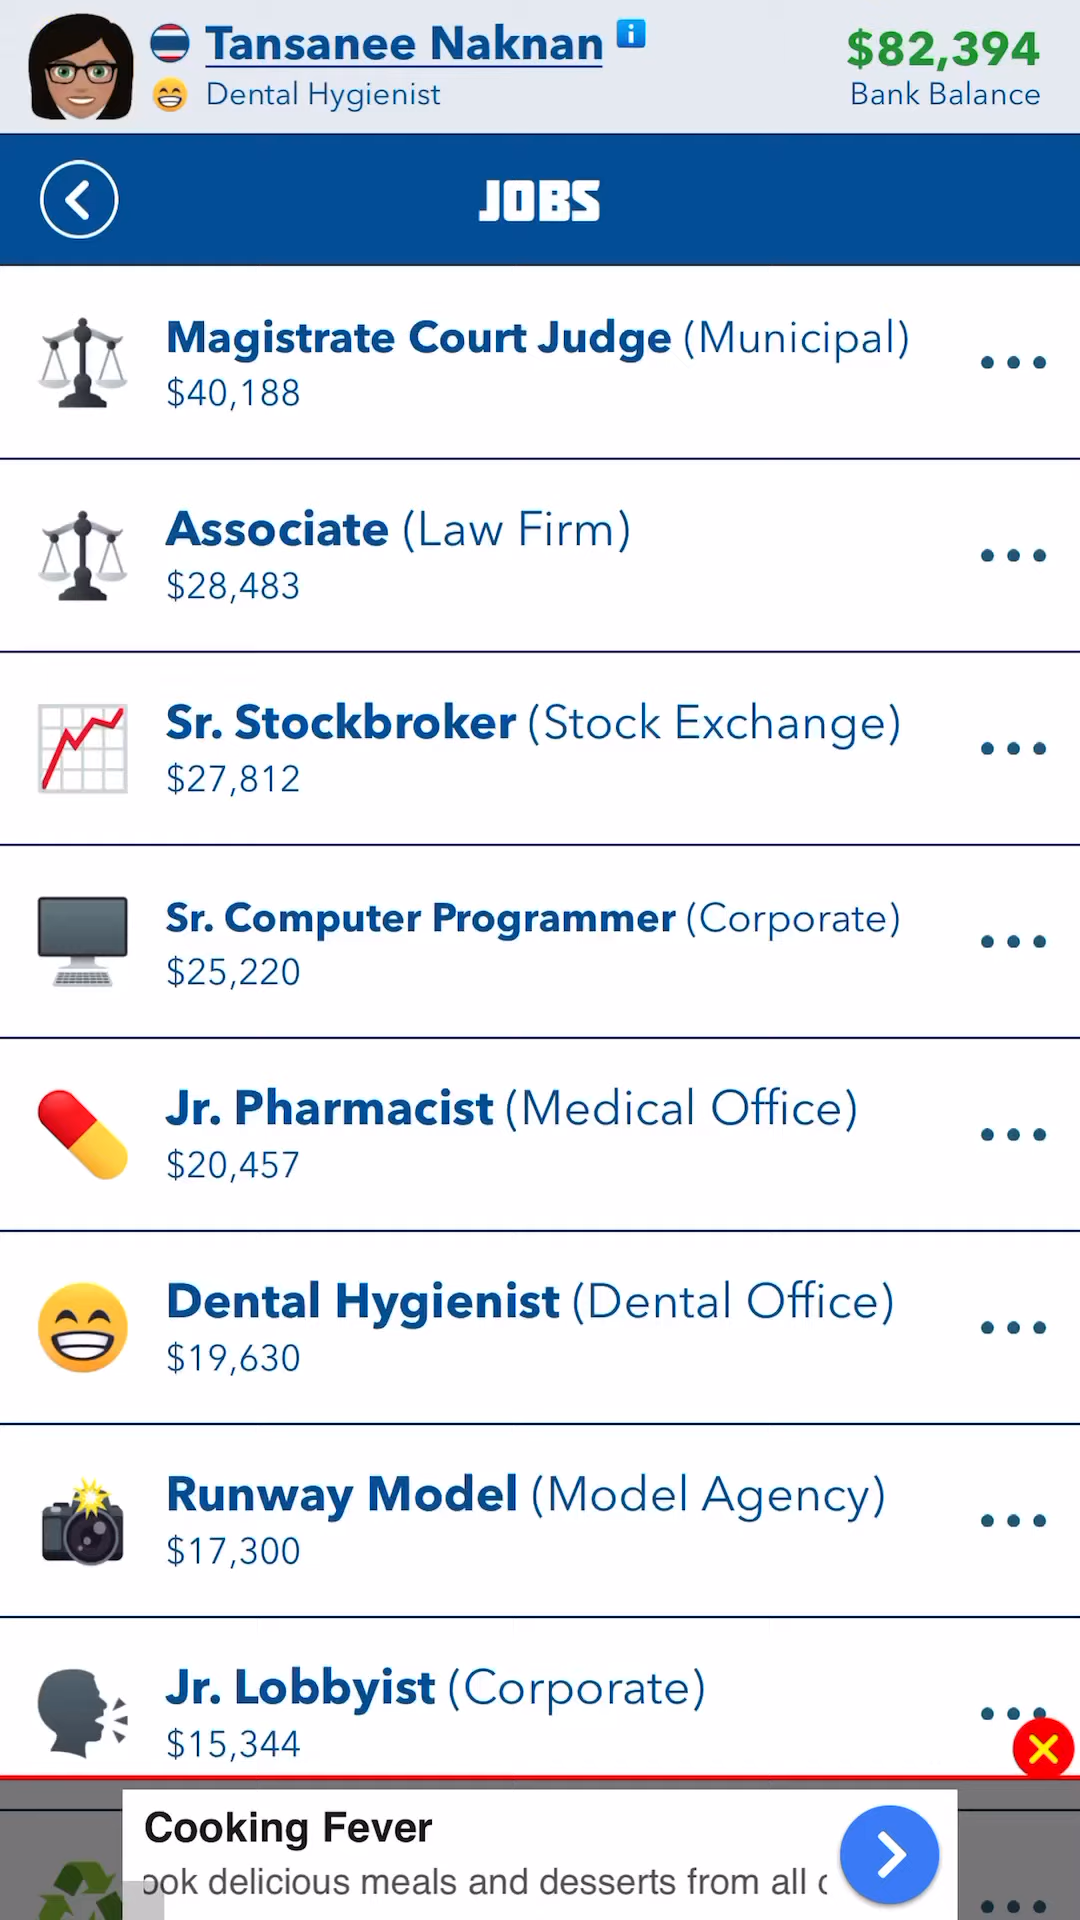 Tansanee Naknan
Dental Hygienist
$82,394
Bank Balance
JOBS
Magistrate Court Judge (Municipal)
$40,188
Associate (Law Firm)
$28,483
Sr. Stockbroker (Stock Exchange)
$27,812
Sr. Computer Programmer (Corporate)
$25,220
Jr. Pharmacist (Medical Office)
$20,457
Dental Hygienist (Dental Office)
$19,630
Runway Model (Model Agency)
$17,300
Jr. Lobbyist (Corporate)
$15,344
Cooking Fever
ook delicious meals and desserts from all